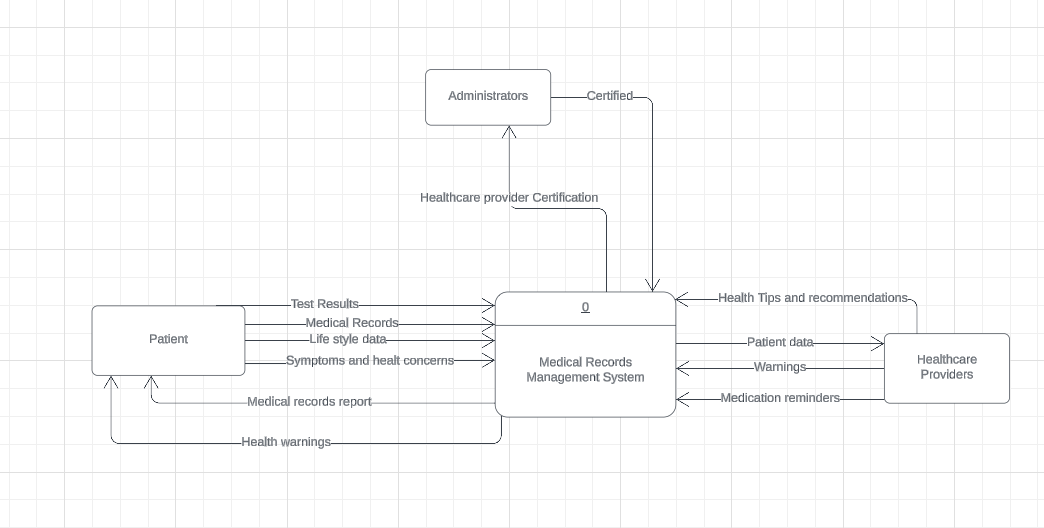 Administrators
Certified
Healthcare provider Certification
Test Results
Medical Records
Life style data
Symptoms and healt concerns
Patient
Medical records report
Health warnings
0
Medical Records
Management System
Health Tips and recommendations
Patient data
Warnings
Medication reminders
Healthcare
Providers